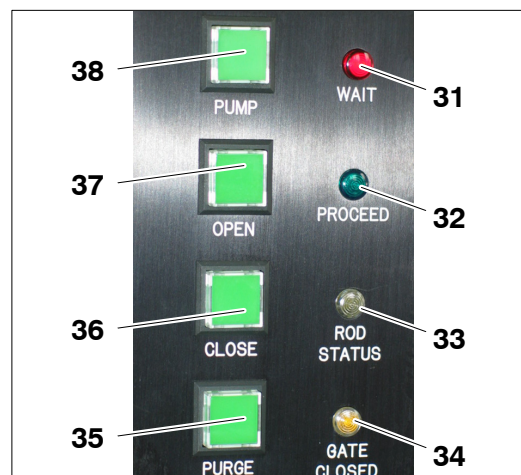 38
PUMP
31
WAIT
37
OPEN
32
PROCEED
36
CLOSE
33
ROD
STATUS
35
PURGE
34
GATE
CLOSED